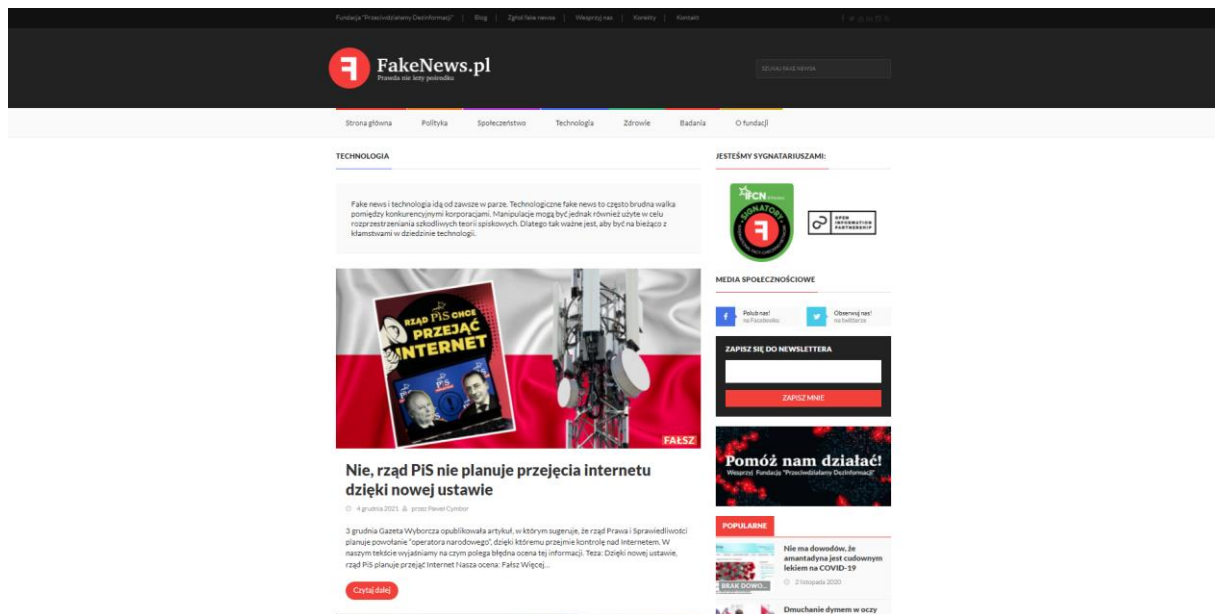 Fundacja "Przeciwdziałamy Dezinformacji" | Blog | Zgłoś fake newsa | Wesprzyj nas | Korekty | Kontakt
FakeNews.pl
Prawda nie leży pośrodku
SZUKAJ FAKE NEWSA
Strona główna Polityka Społeczeństwo Technologia Zdrowie Badania O fundacji
TECHNOLOGIA
Fake news i technologia idą od zawsze w parze. Technologiczne fake news to często brudna walka
pomiędzy konkurencyjnymi korporacjami. Manipulacje mogą być jednak również użyte w celu
rozprzestrzeniania szkodliwych teorii spiskowych. Dlatego tak ważne jest, aby być na bieżąco z
kłamstwami w dziedzinie technologii.
RZĄD PiS CHCE
PRZEJĄĆ
INTERNET
PiS
FAŁSZ
Nie, rząd PiS nie planuje przejęcia internetu
dzięki nowej ustawie
4 grudnia 2021 przez Paweł Cymbor
3 grudnia Gazeta Wyborcza opublikowała artykuł, w którym sugeruje, że rząd Prawa i Sprawiedliwości
planuje powołanie "operatora narodowego", dzięki któremu przejmie kontrolę nad Internetem. W
naszym tekście wyjaśniamy na czym polega błędna ocena tej informacji. Teza: Dzięki nowej ustawie,
rząd PiS planuje przejąć Internet Nasza ocena: Fałsz Więcej...
Czytaj dalej
JESTEŚMY SYGNATARIUSZAMI:
IFCN
SIGNATORY
OPEN
INFORMATION
PARTNERSHIP
MEDIA SPOŁECZNOŚCIOWE
Polub nas!
na Facebooku
Obserwuj nas!
na twitterze
ZAPISZ SIĘ DO NEWSLETTERA
ZAPISZ MNIE
Pomóż nam działać!
Wesprzyj Fundację "Przeciwdziałamy Dezinformacji"
POPULARNE
BRAK DOWO...
Nie ma dowodów, że
amantadyna jest cudownym
lekiem na COVID-19
2 listopada 2020
Dmuchanie dymem w oczy